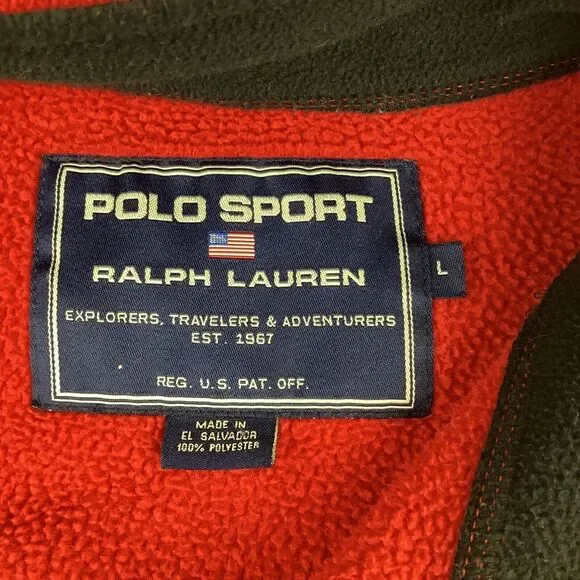 POLO SPORT
RALPH LAUREN
L
EXPLORERS, TRAVELERS & ADVENTURERS
EST. 1967
REG. U.S. PAT. OFF.
MADE IN
EL SALVADOR
100% POLYESTER